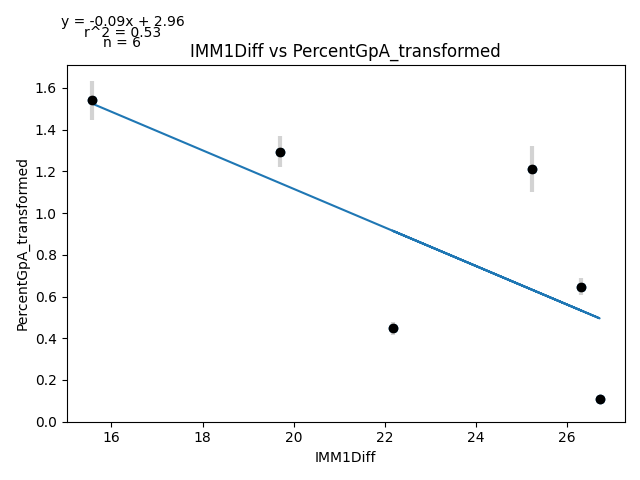 y = -0.09x + 2.96
r^2 = 0.53
n = 6
IMM1Diff vs PercentGpA_transformed
PercentGpA_transformed
1.6
1.4
1.2
1.0
0.8
0.6
0.4
0.2
0.0
16
18
20
22
24
26
IMM1Diff